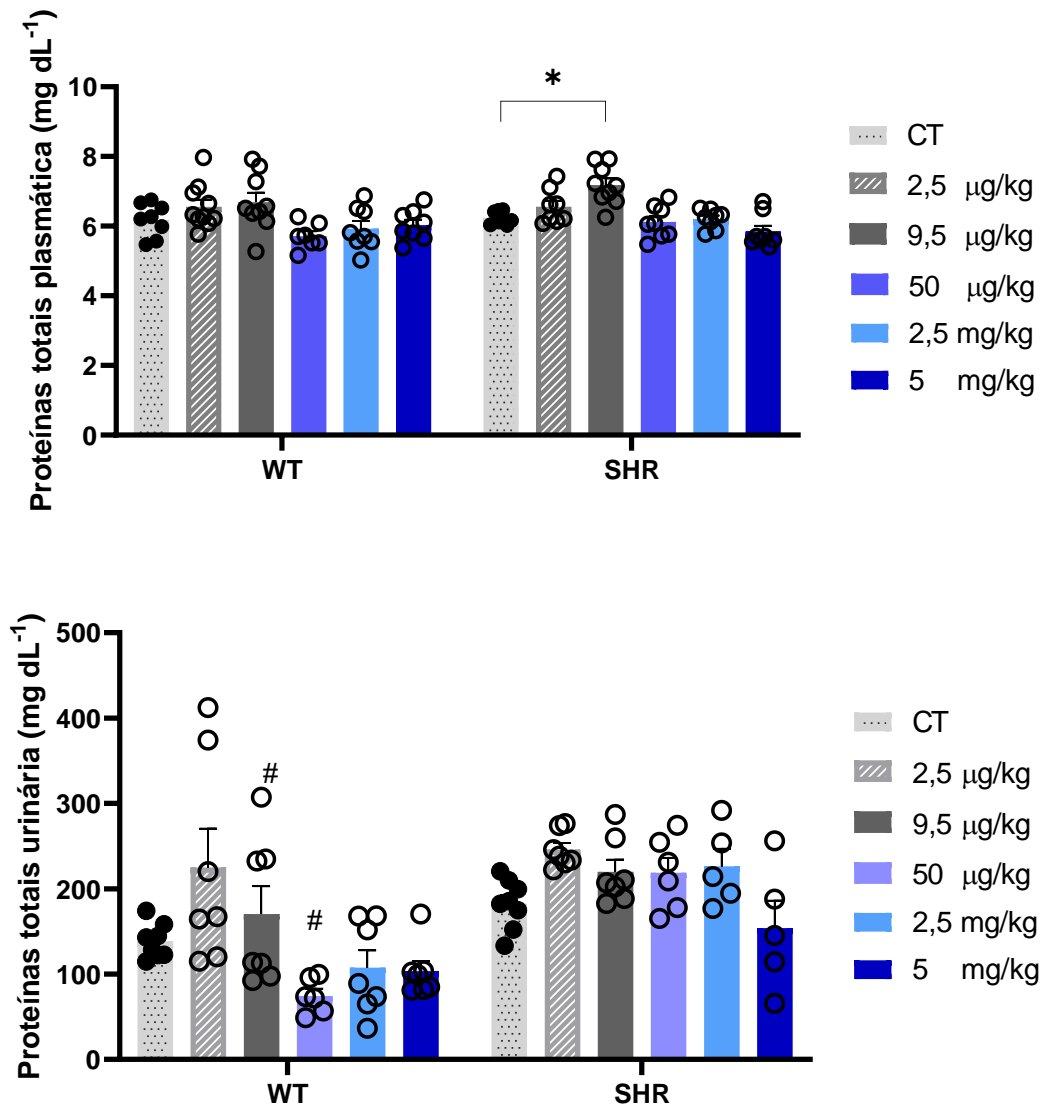 Proteínas totais plasmática (mg dL-1)
10
8
6
4
2
0
*
WT
SHR
CT
2,5 µg/kg
9,5 µg/kg
50 µg/kg
2,5 mg/kg
5 mg/kg
Proteínas totais urinária (mg dL-1)
500
400
300
200
100
0
#
#
WT
SHR
CT
2,5 µg/kg
9,5 µg/kg
50 µg/kg
2,5 mg/kg
5 mg/kg